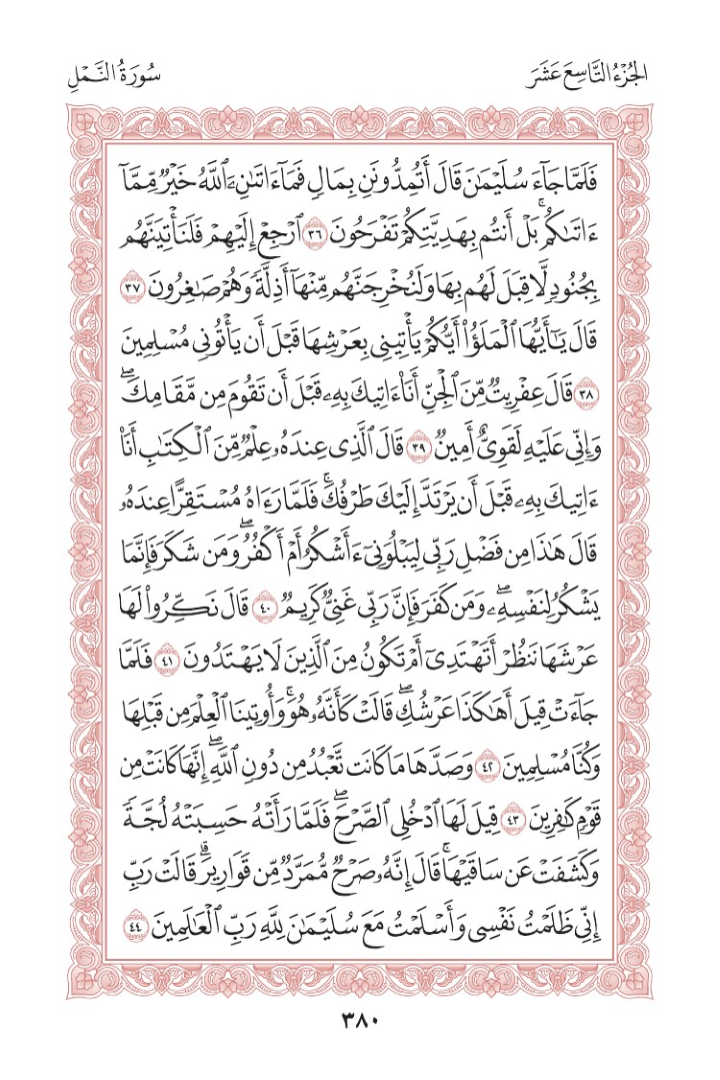 الجُزْءُ التَّاسِعَ عَشَرَ
سُورَةُ النَّمْلِ
فَلَمَّا جَآءَ سُلَيْمَٰنَ قَالَ أَتُمِدُّونَنِ بِمَالٖ فَمَآ ءَاتَىٰنِۦَ ٱللَّهُ خَيۡرٞ مِّمَّآ
ءَاتَىٰكُمۚ بَلۡ أَنتُم بِهَدِيَّتِكُمۡ تَفۡرَحُونَ ٣٦ ٱرۡجِعۡ إِلَيۡهِمۡ فَلَنَأۡتِيَنَّهُم
بِجُنُودٖ لَّا قِبَلَ لَهُم بِهَا وَلَنُخۡرِجَنَّهُم مِّنۡهَآ أَذِلَّةٗ وَهُمۡ صَٰغِرُونَ ٣٧
قَالَ يَٰٓأَيُّهَا ٱلۡمَلَؤُاْ أَيُّكُمۡ يَأۡتِينِي بِعَرۡشِهَا قَبۡلَ أَن يَأۡتُونِي مُسۡلِمِينَ
٣٨ قَالَ عِفۡرِيتٞ مِّنَ ٱلۡجِنِّ أَنَا۠ ءَاتِيكَ بِهِۦ قَبۡلَ أَن تَقُومَ مِن مَّقَامِكَۖ
وَإِنِّي عَلَيۡهِ لَقَوِيٌّ أَمِينٞ ٣٩ قَالَ ٱلَّذِي عِندَهُۥ عِلۡمٞ مِّنَ ٱلۡكِتَٰبِ أَنَا۠
ءَاتِيكَ بِهِۦ قَبۡلَ أَن يَرۡتَدَّ إِلَيۡكَ طَرۡفُكَۚ فَلَمَّا رَءَاهُ مُسۡتَقِرًّا عِندَهُۥ
قَالَ هَٰذَا مِن فَضۡلِ رَبِّي لِيَبۡلُوَنِيٓ ءَأَشۡكُرُ أَمۡ أَكۡفُرُۖ وَمَن شَكَرَ فَإِنَّمَا
يَشۡكُرُ لِنَفۡسِهِۦۖ وَمَن كَفَرَ فَإِنَّ رَبِّي غَنِيّٞ كَرِيمٞ ٤٠ قَالَ نَكِّرُواْ لَهَا
عَرۡشَهَا نَنظُرۡ أَتَهۡتَدِيٓ أَمۡ تَكُونُ مِنَ ٱلَّذِينَ لَا يَهۡتَدُونَ ٤١ فَلَمَّا
جَآءَتۡ قِيلَ أَهَٰكَذَا عَرۡشُكِۖ قَالَتۡ كَأَنَّهُۥ هُوَۚ وَأُوتِينَا ٱلۡعِلۡمَ مِن قَبۡلِهَا
وَكُنَّا مُسۡلِمِينَ ٤٢ وَصَدَّهَا مَا كَانَت تَّعۡبُدُ مِن دُونِ ٱللَّهِۖ إِنَّهَا كَانَتۡ مِن
قَوۡمٖ كَٰفِرِينَ ٤٣ قِيلَ لَهَا ٱدۡخُلِي ٱلصَّرۡحَۖ فَلَمَّا رَأَتۡهُ حَسِبَتۡهُ لُجَّةٗ
وَكَشَفَتۡ عَن سَاقَيۡهَاۚ قَالَ إِنَّهُۥ صَرۡحٞ مُّمَرَّدٞ مِّن قَوَارِيرَۗ قَالَتۡ رَبِّ
إِنِّي ظَلَمۡتُ نَفۡسِي وَأَسۡلَمۡتُ مَعَ سُلَيۡمَٰنَ لِلَّهِ رَبِّ ٱلۡعَٰلَمِينَ ٤٤
٣٨٠